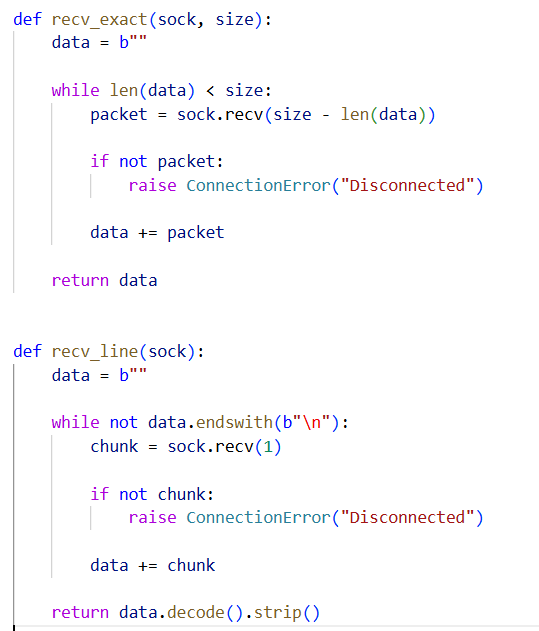 def recv_exact(sock, size):
    data = b""
    while len(data) < size:
        packet = sock.recv(size - len(data))
        if not packet:
            raise ConnectionError("Disconnected")
        data += packet
    return data
def recv_line(sock):
    data = b""
    while not data.endswith(b"\n"):
        chunk = sock.recv(1)
        if not chunk:
            raise ConnectionError("Disconnected")
        data += chunk
    return data.decode().strip()